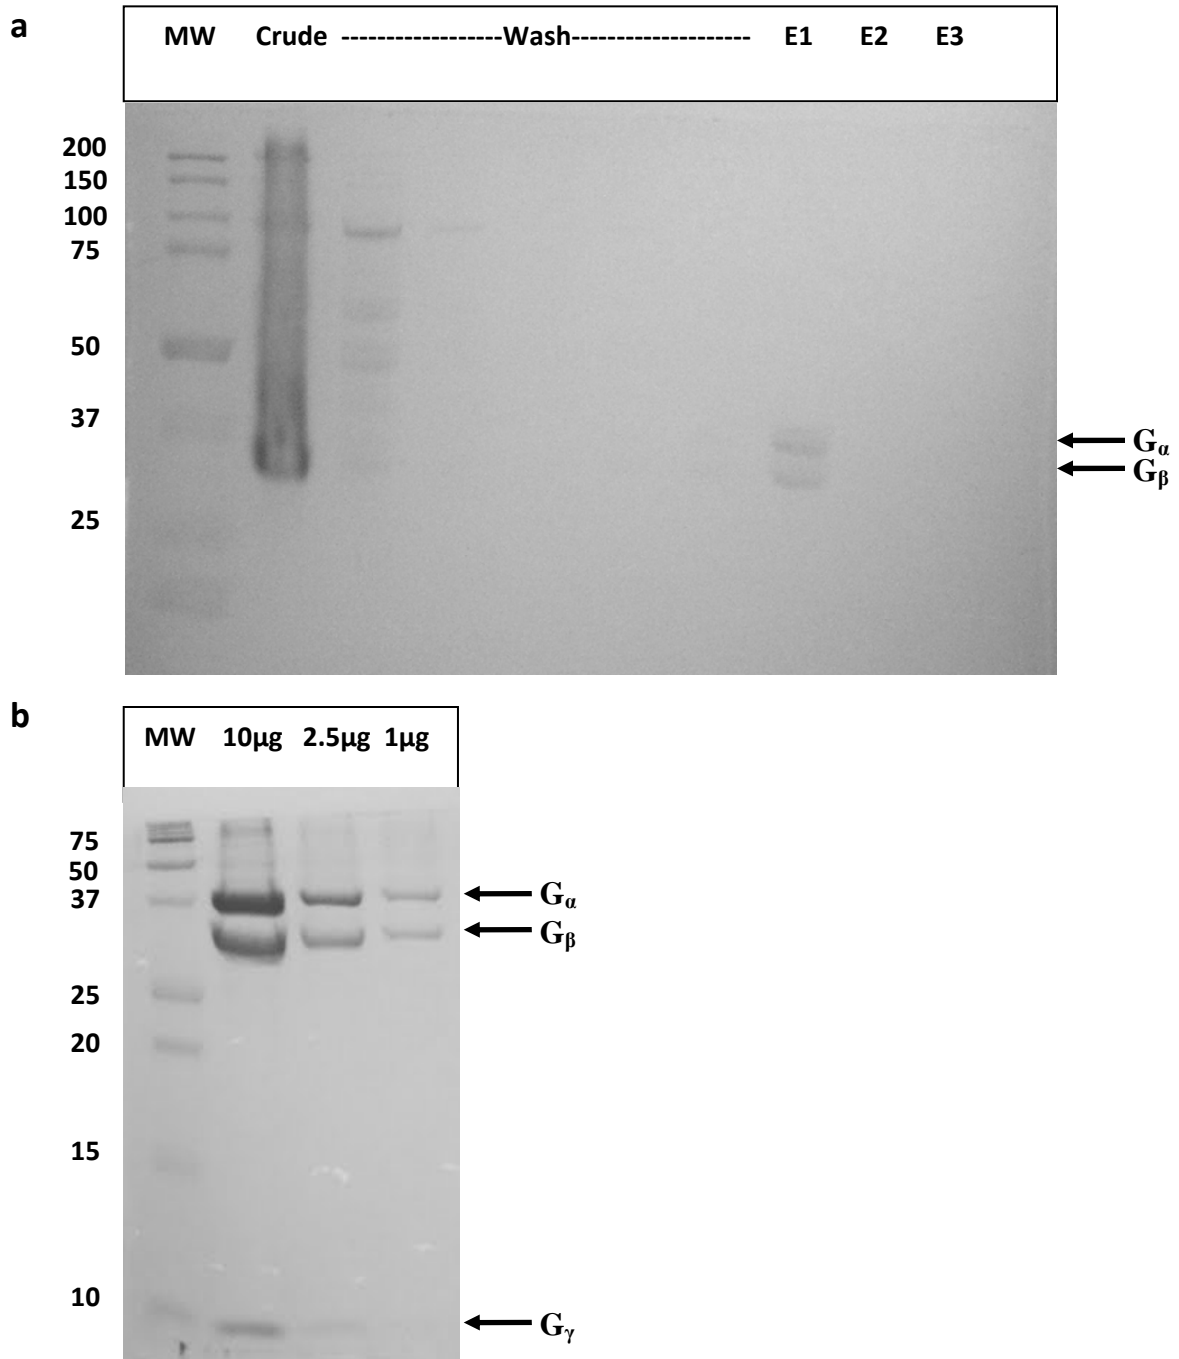 a
MW Crude ------------------Wash-------------------- E1 E2 E3
200
150
100
75
50
37
Gα
Gβ
25
b
MW 10µg 2.5µg 1µg
75
50
37
Gα
Gβ
25
20
15
10
Gγ